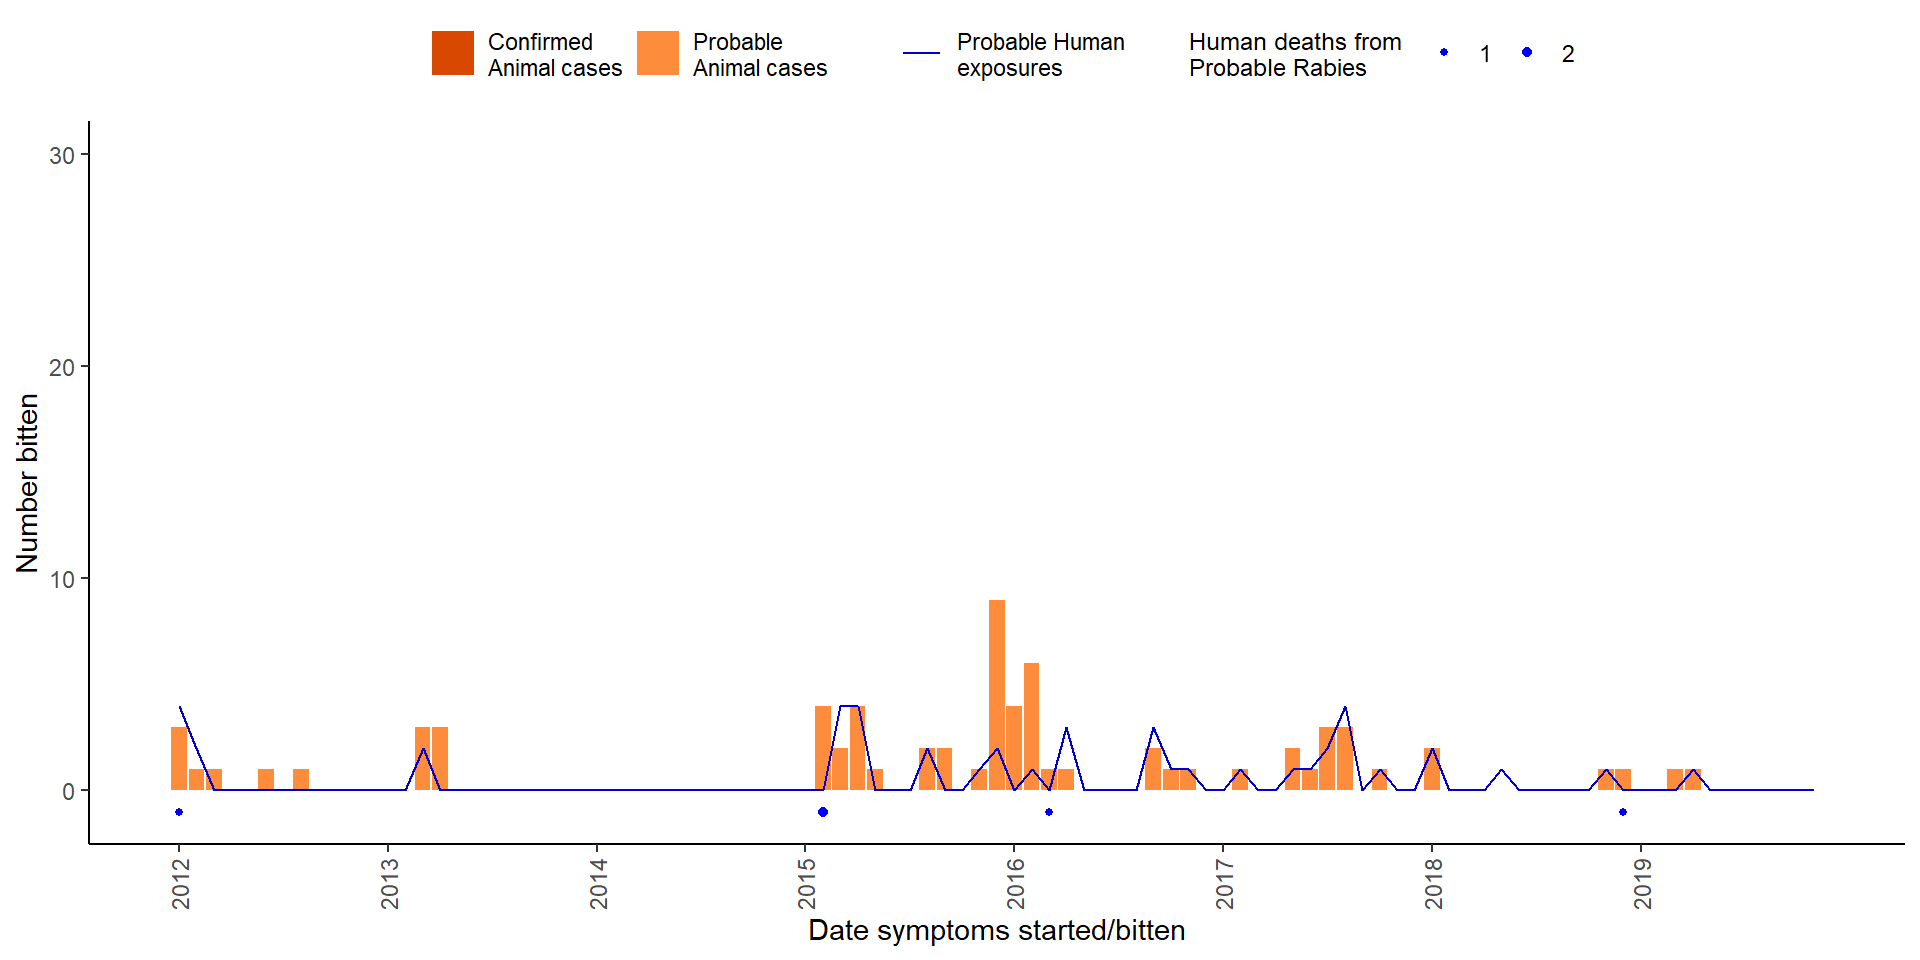 Confirmed
Animal cases
Probable
Animal cases
Probable Human
exposures
Human deaths from
Probable Rabies
1
2
30
20
10
0
Number bitten
2012
2013
2014
2015
2016
2017
2018
2019
Date symptoms started/bitten